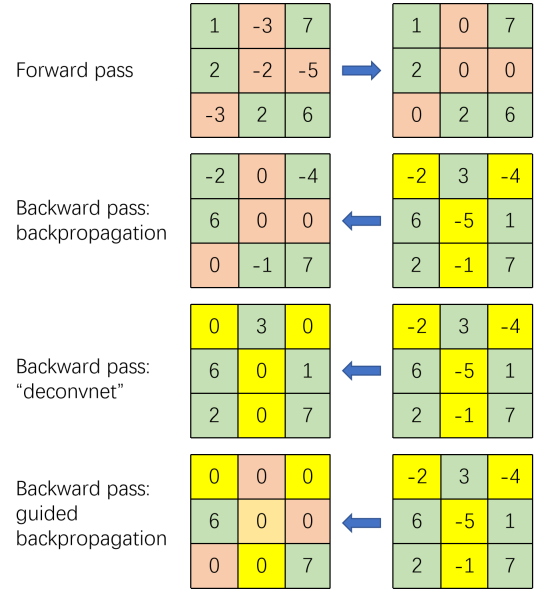 1 -3 7 1 0 7
Forward pass 2 -2 -5 2 0 0
-3 2 6 0 2 6
-2 0 -4 -2 3 -4
Backward pass:
backpropagation
6 0 0 6 -5 1
0 -1 7 2 -1 7
0 3 0 -2 3 -4
Backward pass:
“deconvnet”
6 0 1 6 -5 1
2 0 7 2 -1 7
0 0 0 -2 3 -4
Backward pass:
guided
backpropagation
6 0 0 6 -5 1
0 0 7 2 -1 7